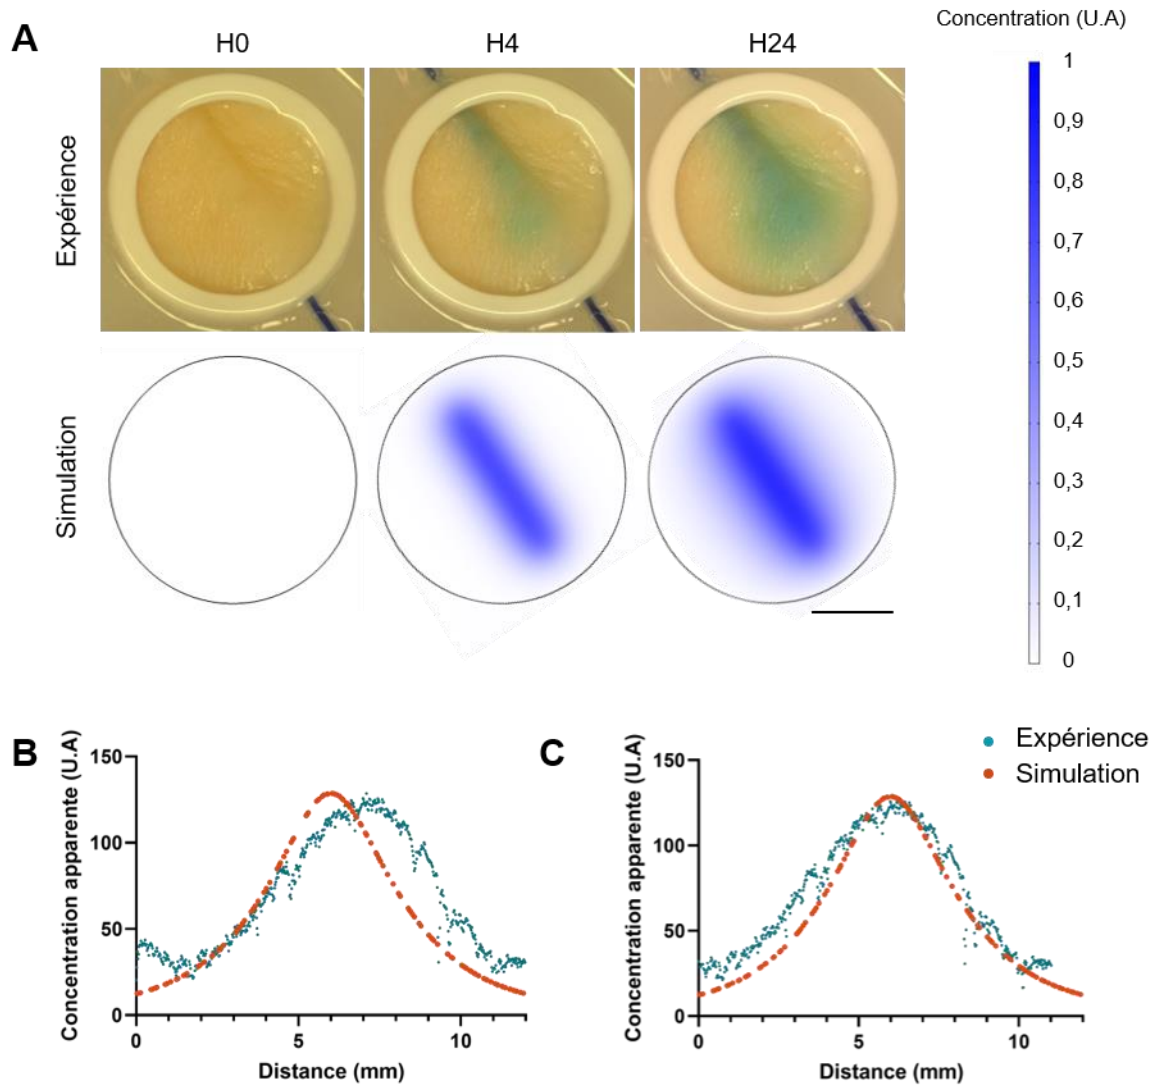 Concentration (U.A)
A
H0
H4
H24
1
0,9
0,8
0,7
0,6
0,5
0,4
0,3
0,2
0,1
0
Expérience
Simulation
B
Concentration apparente (U.A)
150
100
50
0
0
5
10
Distance (mm)
C
Concentration apparente (U.A)
150
100
50
0
0
5
10
Distance (mm)
Expérience
Simulation